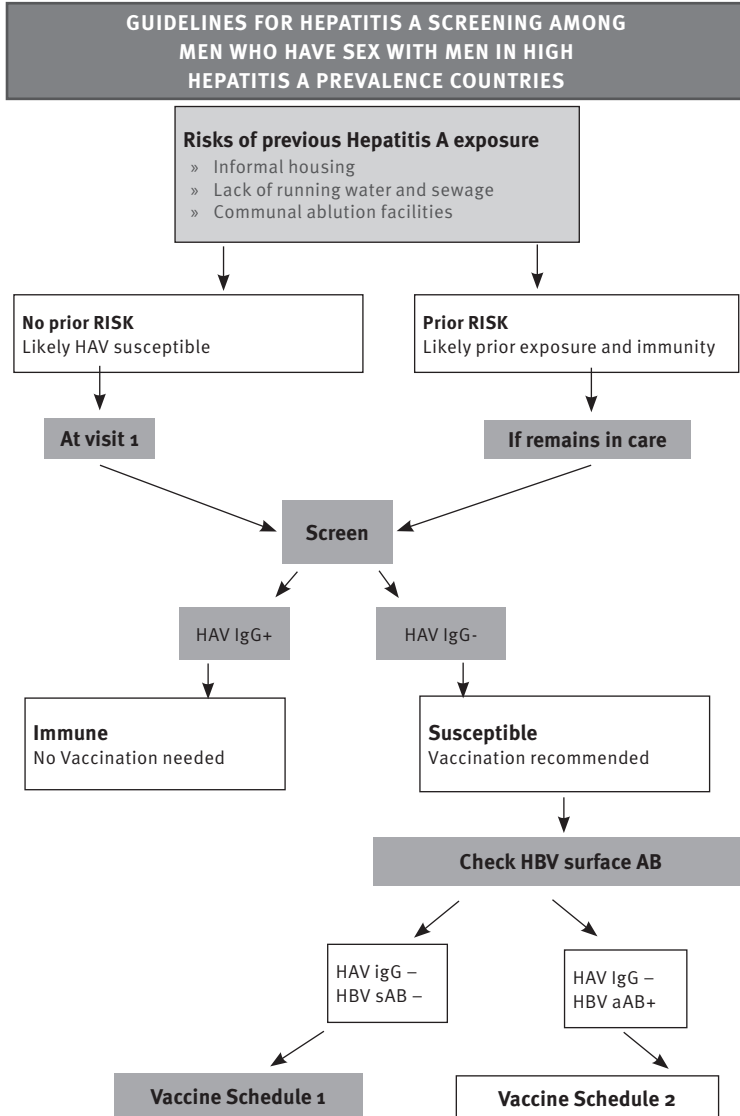 GUIDELINES FOR HEPATITIS A SCREENING AMONG
MEN WHO HAVE SEX WITH MEN IN HIGH
HEPATITIS A PREVALENCE COUNTRIES
Risks of previous Hepatitis A exposure
» Informal housing
» Lack of running water and sewage
» Communal ablution facilities
No prior RISK
Likely HAV susceptible
Prior RISK
Likely prior exposure and immunity
At visit 1
If remains in care
Screen
HAV IgG+
HAV IgG-
Immune
No Vaccination needed
Susceptible
Vaccination recommended
Check HBV surface AB
HAV igG –
HBV sAB –
HAV IgG –
HBV aAB+
Vaccine Schedule 1
Vaccine Schedule 2